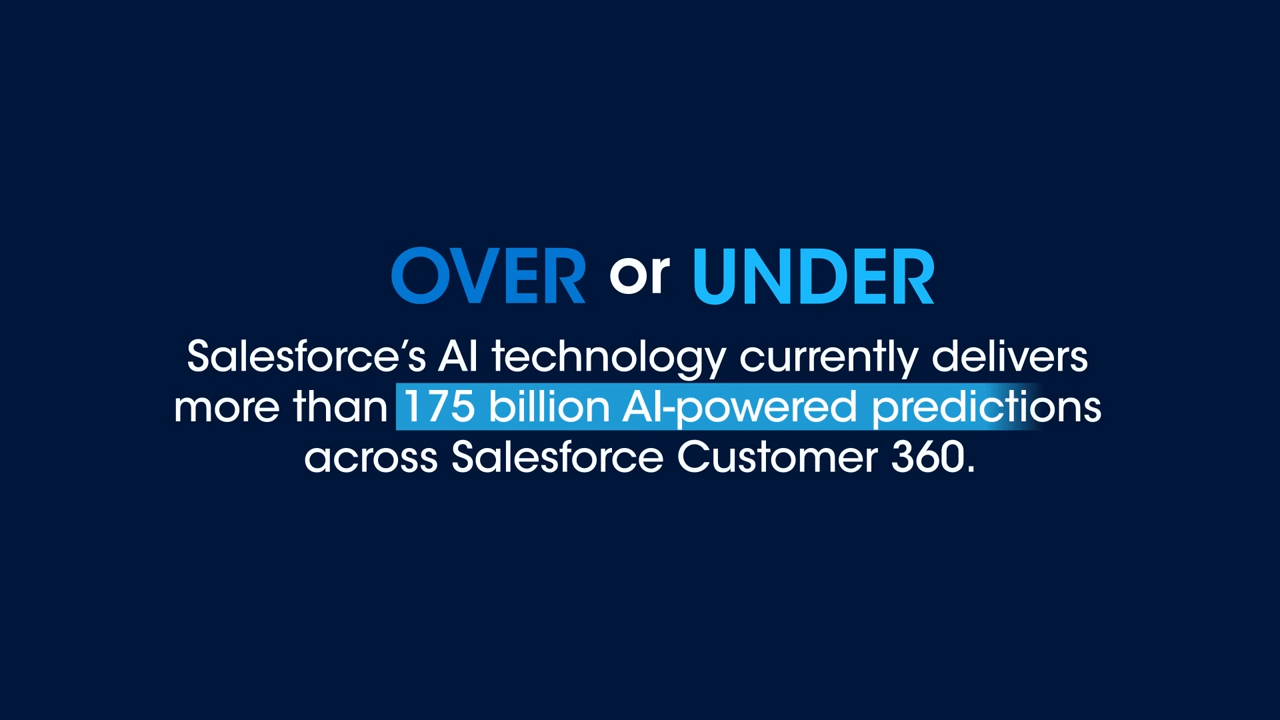 OVER or UNDER
Salesforce’s AI technology currently delivers
more than 175 billion AI-powered predictions
across Salesforce Customer 360.